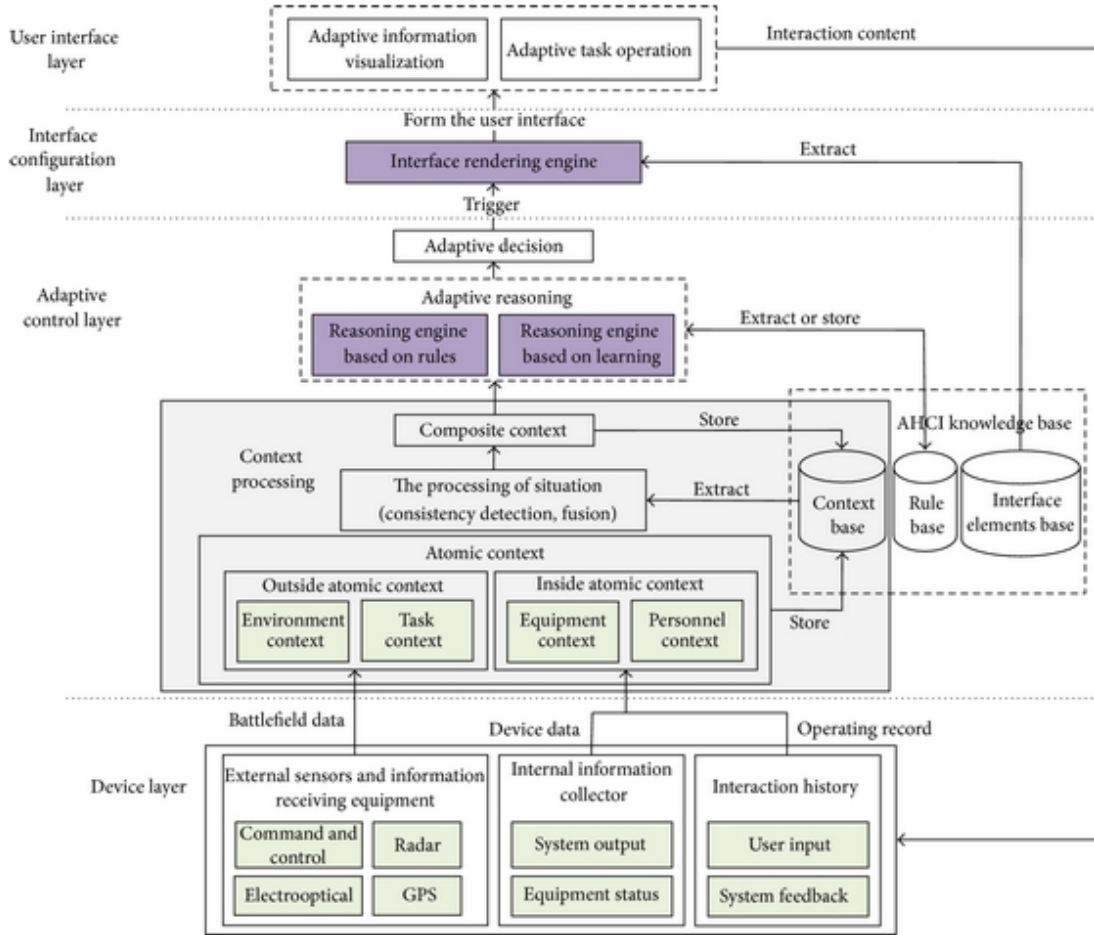 User interface
layer
Adaptive information
visualization
Adaptive task operation
Interaction content
Form the user interface
Interface
configuration
layer
Interface rendering engine
Extract
Trigger
Adaptive decision
Adaptive
control layer
Adaptive reasoning
Reasoning engine
based on rules
Reasoning engine
based on learning
Extract or store
Composite context
Store
AHCI knowledge base
Context
processing
The processing of situation
(consistency detection, fusion)
Extract
Context
base
Rule
base
Interface
elements base
Atomic context
Outside atomic context
Environment
context
Task
context
Inside atomic context
Equipment
context
Personnel
context
Store
Battlefield data
Device data
Operating record
Device layer
External sensors and information
receiving equipment
Command and
control
Radar
Electrooptical
GPS
Internal information
collector
System output
Equipment status
Interaction history
User input
System feedback